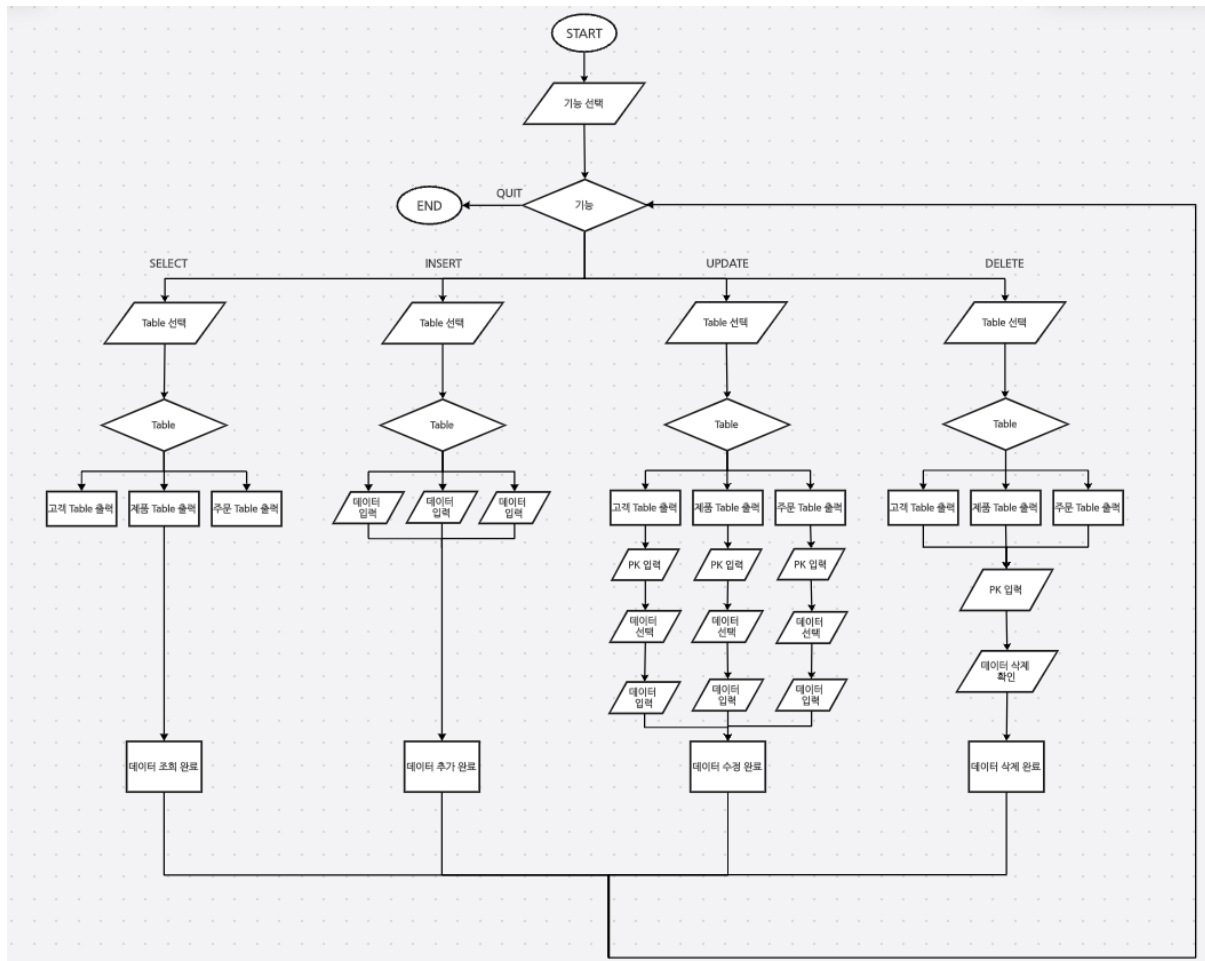 START
기능 선택
QUIT
END
기능
SELECT
INSERT
UPDATE
DELETE
Table 선택
Table 선택
Table 선택
Table 선택
Table
Table
Table
Table
고객 Table 출력
제품 Table 출력
주문 Table 출력
데이터
입력
데이터
입력
데이터
입력
고객 Table 출력
제품 Table 출력
주문 Table 출력
고객 Table 출력
제품 Table 출력
주문 Table 출력
PK 입력
PK 입력
PK 입력
PK 입력
데이터
선택
데이터
선택
데이터
선택
데이터 삭제
확인
데이터
입력
데이터
입력
데이터
입력
데이터 조회 완료
데이터 추가 완료
데이터 수정 완료
데이터 삭제 완료